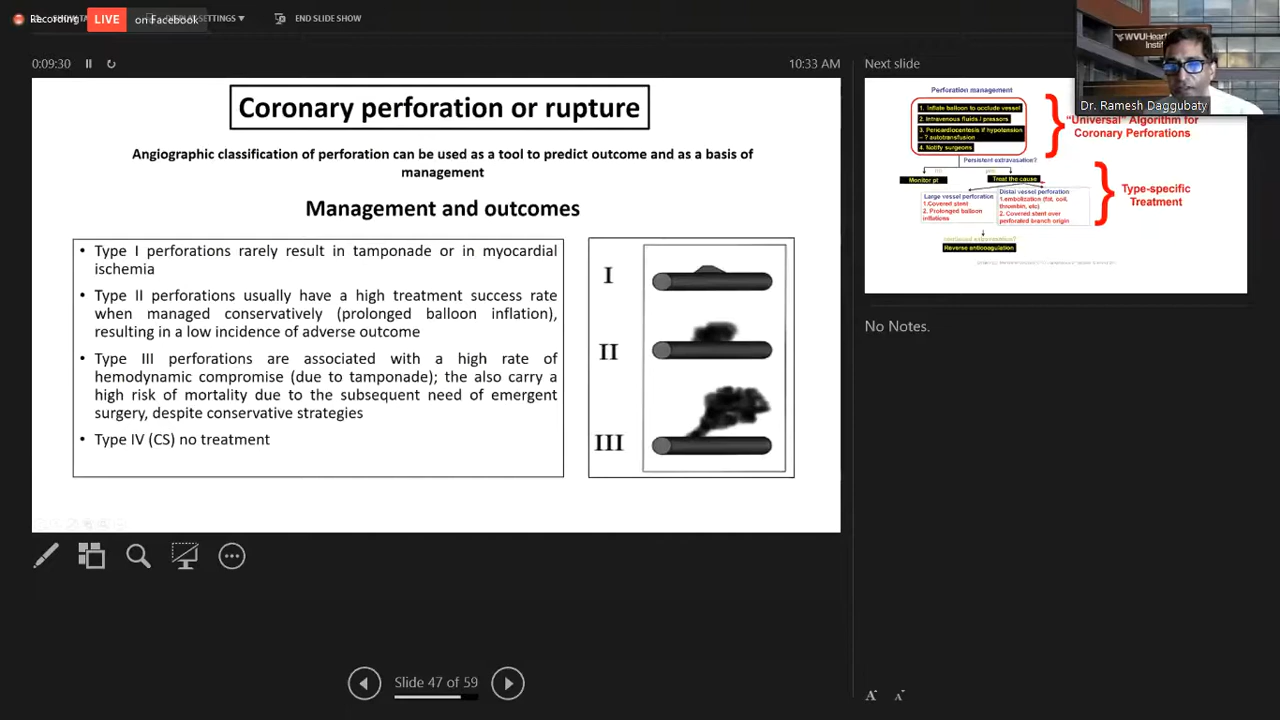 Recording
LIVE
on Facebook
SETTINGS ▼
END SLIDE SHOW
0:09:30
10:33 AM
Coronary perforation or rupture
Angiographic classification of perforation can be used as a tool to predict outcome and as a basis of
management
Management and outcomes
• Type I perforations rarely result in tamponade or in myocardial
ischemia
• Type II perforations usually have a high treatment success rate
when managed conservatively (prolonged balloon inflation),
resulting in a low incidence of adverse outcome
• Type III perforations are associated with a high rate of
hemodynamic compromise (due to tamponade); the also carry a
high risk of mortality due to the subsequent need of emergent
surgery, despite conservative strategies
• Type IV (CS) no treatment
I
II
III
Slide 47 of 59
Next slide
WVUHeart
Dr. Ramesh Daggubaty
Perforation management
1. Inflate balloon to occlude vessel
2. Intravenous fluids / pressors
3. Pericardiocentesis if hypotension
– ? autotransfusion
4. Notify surgeons
"Universal" Algorithm for
Coronary Perforations
Persistent extravasation?
no
yes
Monitor pt
Treat the cause
Large vessel perforation
1.Covered stent
2. Prolonged balloon
inflations
Distal vessel perforation
1.embolization (fat, coil,
thrombin, etc)
2. Covered stent over
perforated branch origin
Type-specific
Treatment
Reverse anticoagulation
No Notes.
A A